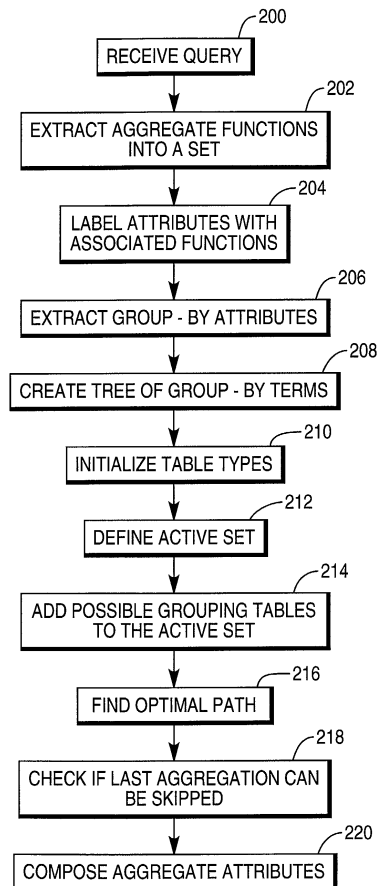 200
RECEIVE QUERY
202
EXTRACT AGGREGATE FUNCTIONS
INTO A SET
204
LABEL ATTRIBUTES WITH
ASSOCIATED FUNCTIONS
206
EXTRACT GROUP - BY ATTRIBUTES
208
CREATE TREE OF GROUP - BY TERMS
210
INITIALIZE TABLE TYPES
212
DEFINE ACTIVE SET
214
ADD POSSIBLE GROUPING TABLES
TO THE ACTIVE SET
216
FIND OPTIMAL PATH
218
CHECK IF LAST AGGREGATION CAN
BE SKIPPED
220
COMPOSE AGGREGATE ATTRIBUTES